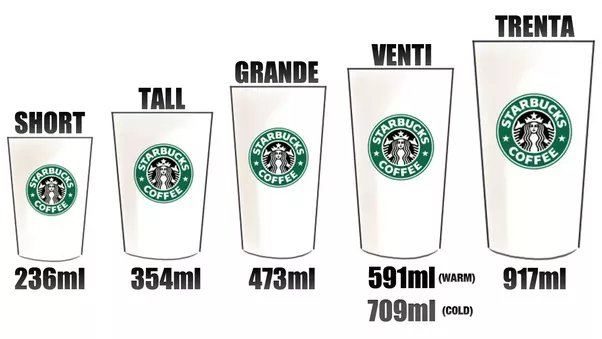 SHORT
TALL
GRANDE
VENTI
TRENTA
STARBUCKS
COFFEE
STARBUCKS
COFFEE
STARBUCKS
COFFEE
STARBUCKS
COFFEE
STARBUCKS
COFFEE
236ml
354ml
473ml
591ml (WARM)
709ml (COLD)
917ml